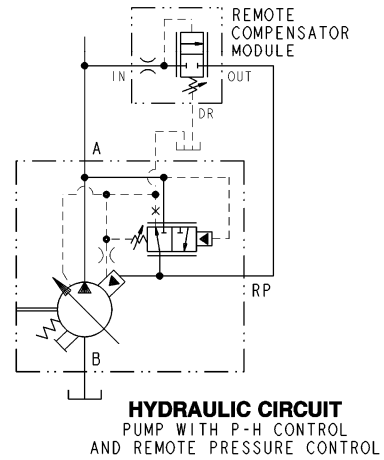 REMOTE
COMPENSATOR
MODULE
IN
OUT
DR
A
RP
B
HYDRAULIC CIRCUIT
PUMP WITH P-H CONTROL
AND REMOTE PRESSURE CONTROL